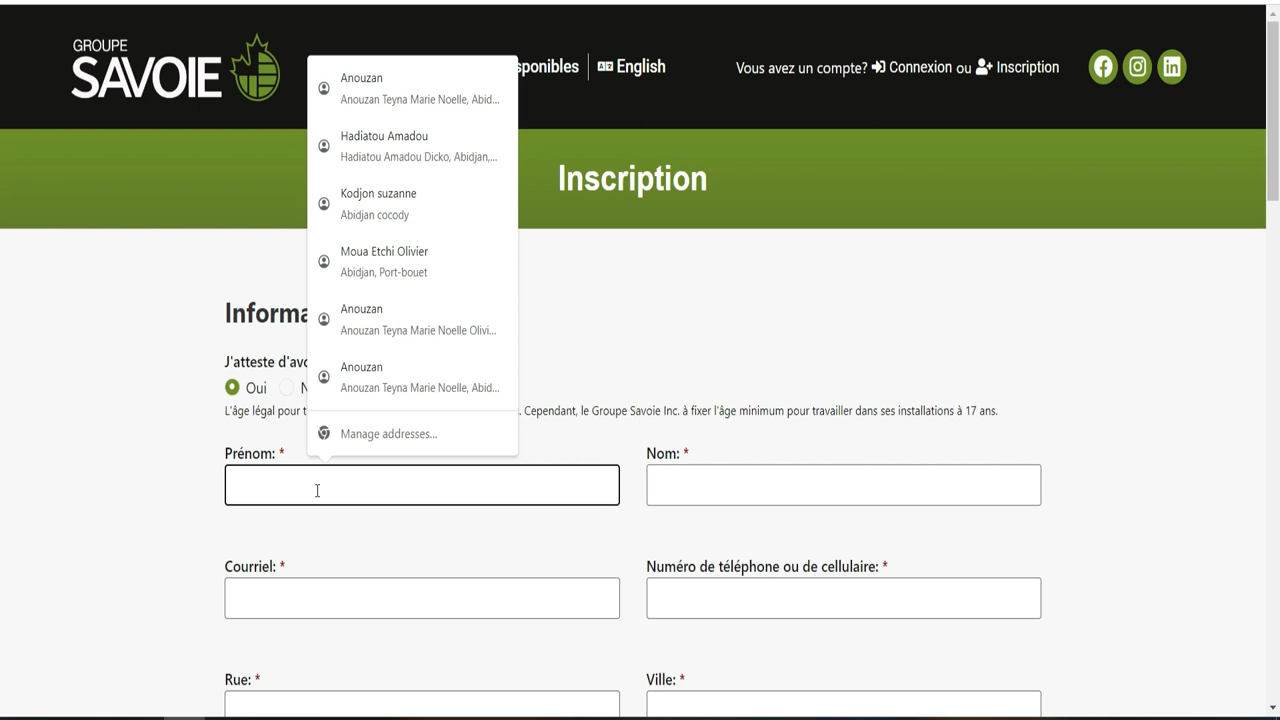 GROUPE
SAVOIE
sponibles
English
Vous avez un compte? Connexion ou Inscription
Anouzan
Anouzan Teyna Marie Noelle, Abid...
Hadiatou Amadou
Hadiatou Amadou Dicko, Abidjan,...
Kodjon suzanne
Abidjan cocody
Moua Etchi Olivier
Abidjan, Port-bouet
Anouzan
Anouzan Teyna Marie Noelle Olivi...
Anouzan
Anouzan Teyna Marie Noelle, Abid...
Manage addresses...
Inscription
Informa
J'atteste d'avo
Oui N
L'âge légal pour t . Cependant, le Groupe Savoie Inc. à fixer l'âge minimum pour travailler dans ses installations à 17 ans.
Prénom: *
Nom: *
Courriel: *
Numéro de téléphone ou de cellulaire: *
Rue: *
Ville: *